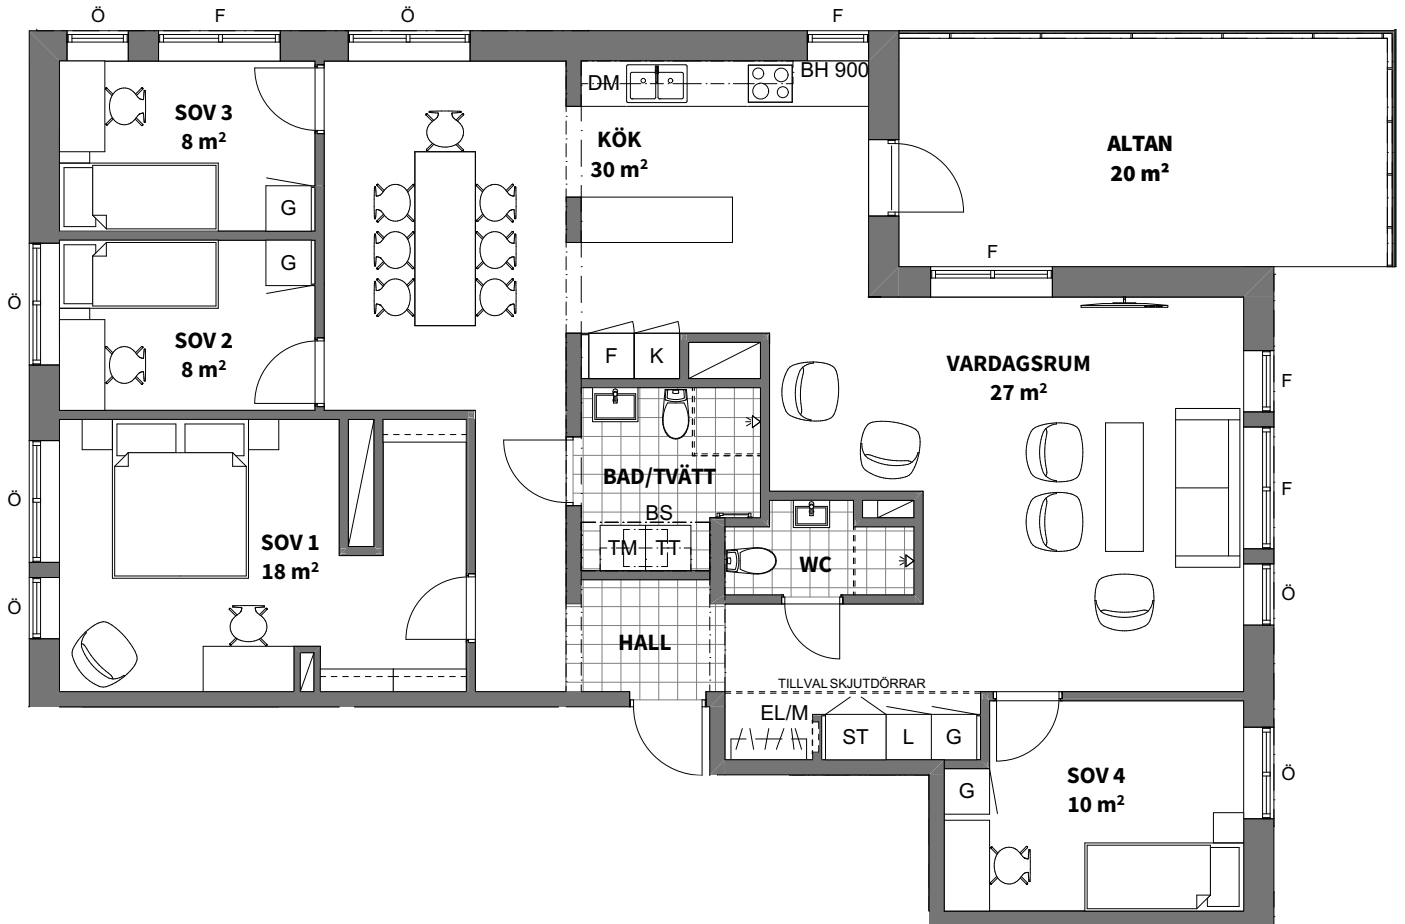 Ö
F
Ö
F
DM
BH 900
SOV 3
8 m²
KÖK
30 m²
ALTAN
20 m²
G
G
F
Ö
SOV 2
8 m²
F
K
VARDAGSRUM
27 m²
F
BAD/TVÄTT
BS
TM
TT
Ö
SOV 1
18 m²
F
WC
Ö
Ö
HALL
TILLVAL SKJUTDÖRRAR
EL/M
ST
L
G
SOV 4
10 m²
G
Ö